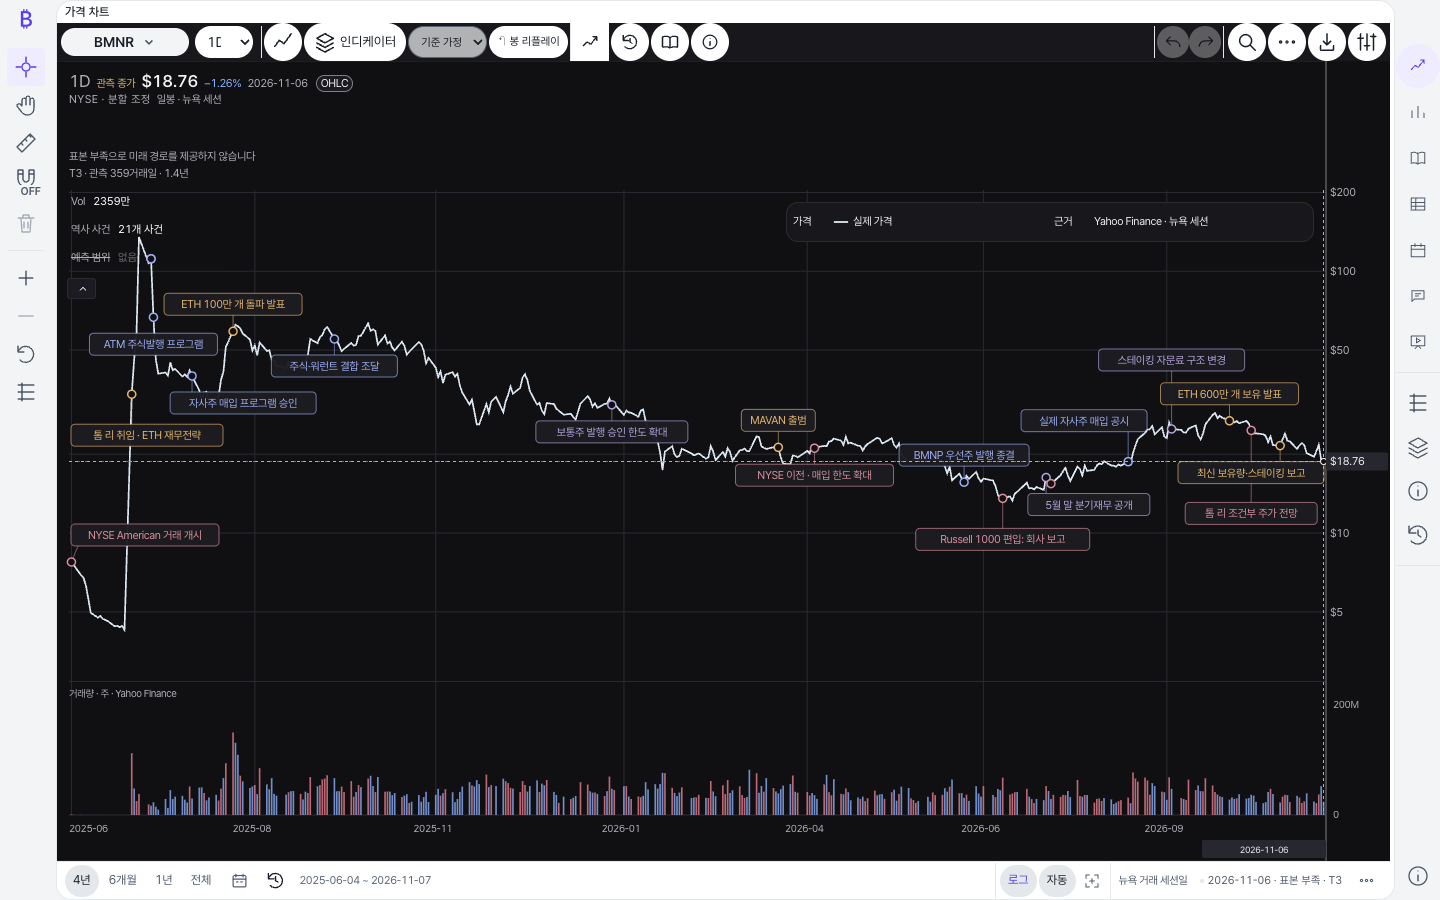 가격 차트
BMNR
인디케이터
기준 가정
봉 리플레이
1D 관측 종가 $18.76 −1.26% 2026-11-06 OHLC
NYSE · 분할 조정 일봉 · 뉴욕 세션
OFF
표본 부족으로 미래 경로를 제공하지 않습니다
T3 · 관측 359거래일 · 1.4년
Vol 2359만
역사 사건 21개 사건
예측 범위 없음
가격 실제 가격 근거 Yahoo Finance · 뉴욕 세션
$200
$100
$50
$18.76
$10
$5
ETH 100만 개 돌파 발표
ATM 주식발행 프로그램
주식·워런트 결합 조달
자사주 매입 프로그램 승인
톰 리 취임 · ETH 재무전략
NYSE American 거래 개시
보통주 발행 승인 한도 확대
MAVAN 출범
NYSE 이전 · 매입 한도 확대
BMNP 우선주 발행 종결
스테이킹 자문료 구조 변경
ETH 600만 개 보유 발표
실제 자사주 매입 공시
최신 보유량·스테이킹 보고
5월 말 분기재무 공개
톰 리 조건부 주가 전망
Russell 1000 편입: 회사 보고
거래량 · 주 · Yahoo Finance
200M
0
2025-06 2025-08 2025-11 2026-01 2026-04 2026-06 2026-09
2026-11-06
4년 6개월 1년 전체 2025-06-04 ~ 2026-11-07
로그 자동 뉴욕 거래 세션일 2026-11-06 · 표본 부족 · T3